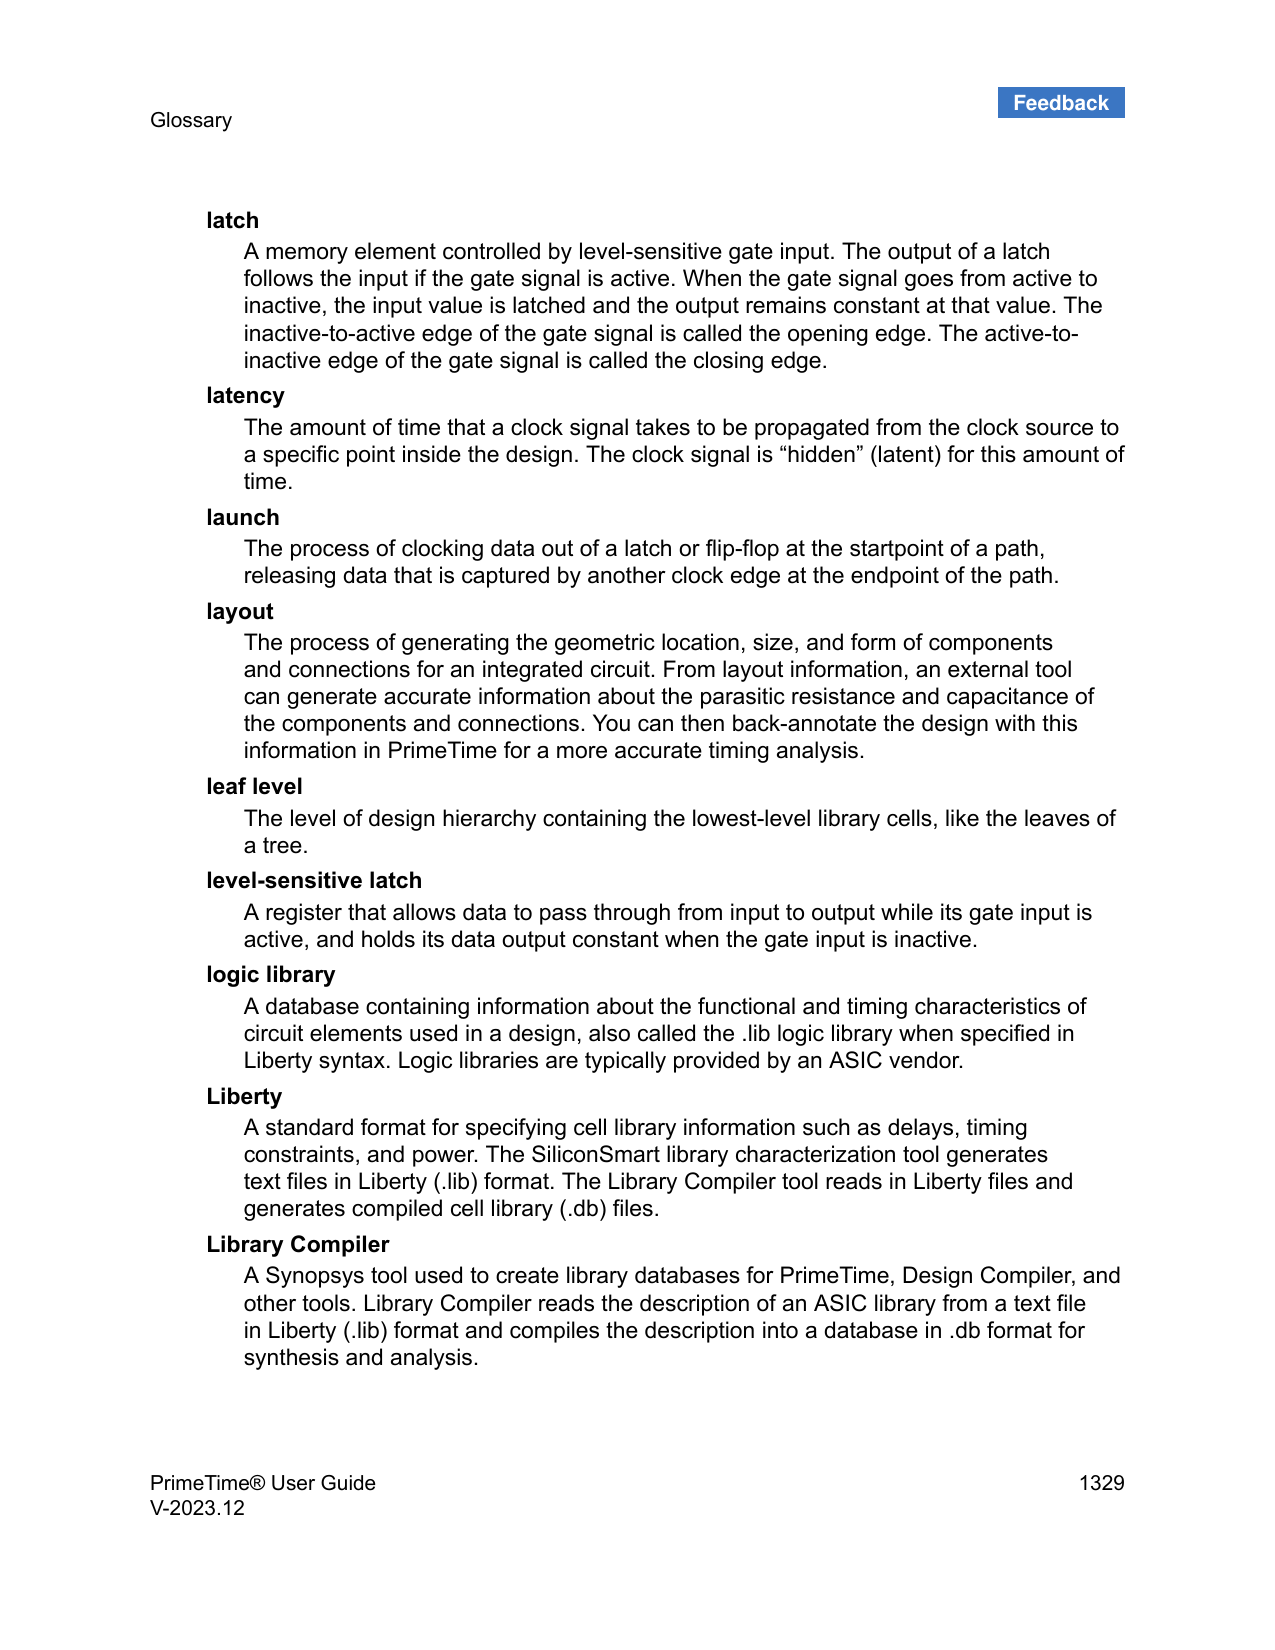 Feedback
Glossary
latch
A memory element controlled by level-sensitive gate input. The output of a latch
follows the input if the gate signal is active. When the gate signal goes from active to
inactive, the input value is latched and the output remains constant at that value. The
inactive-to-active edge of the gate signal is called the opening edge. The active-to-
inactive edge of the gate signal is called the closing edge.
latency
The amount of time that a clock signal takes to be propagated from the clock source to
a specific point inside the design. The clock signal is “hidden” (latent) for this amount of
time.
launch
The process of clocking data out of a latch or flip-flop at the startpoint of a path,
releasing data that is captured by another clock edge at the endpoint of the path.
layout
The process of generating the geometric location, size, and form of components
and connections for an integrated circuit. From layout information, an external tool
can generate accurate information about the parasitic resistance and capacitance of
the components and connections. You can then back-annotate the design with this
information in PrimeTime for a more accurate timing analysis.
leaf level
The level of design hierarchy containing the lowest-level library cells, like the leaves of
a tree.
level-sensitive latch
A register that allows data to pass through from input to output while its gate input is
active, and holds its data output constant when the gate input is inactive.
logic library
A database containing information about the functional and timing characteristics of
circuit elements used in a design, also called the .lib logic library when specified in
Liberty syntax. Logic libraries are typically provided by an ASIC vendor.
Liberty
A standard format for specifying cell library information such as delays, timing
constraints, and power. The SiliconSmart library characterization tool generates
text files in Liberty (.lib) format. The Library Compiler tool reads in Liberty files and
generates compiled cell library (.db) files.
Library Compiler
A Synopsys tool used to create library databases for PrimeTime, Design Compiler, and
other tools. Library Compiler reads the description of an ASIC library from a text file
in Liberty (.lib) format and compiles the description into a database in .db format for
synthesis and analysis.
PrimeTime® User Guide 1329
V-2023.12